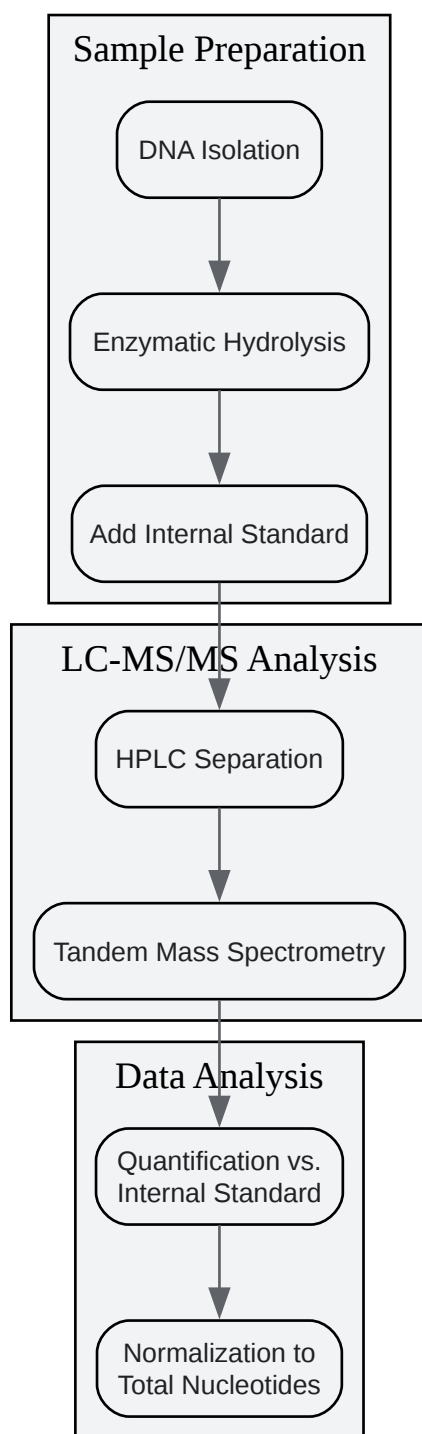 Sample Preparation
DNA Isolation
Enzymatic Hydrolysis
Add Internal Standard
LC-MS/MS Analysis
HPLC Separation
Tandem Mass Spectrometry
Data Analysis
Quantification vs.
Internal Standard
Normalization to
Total Nucleotides